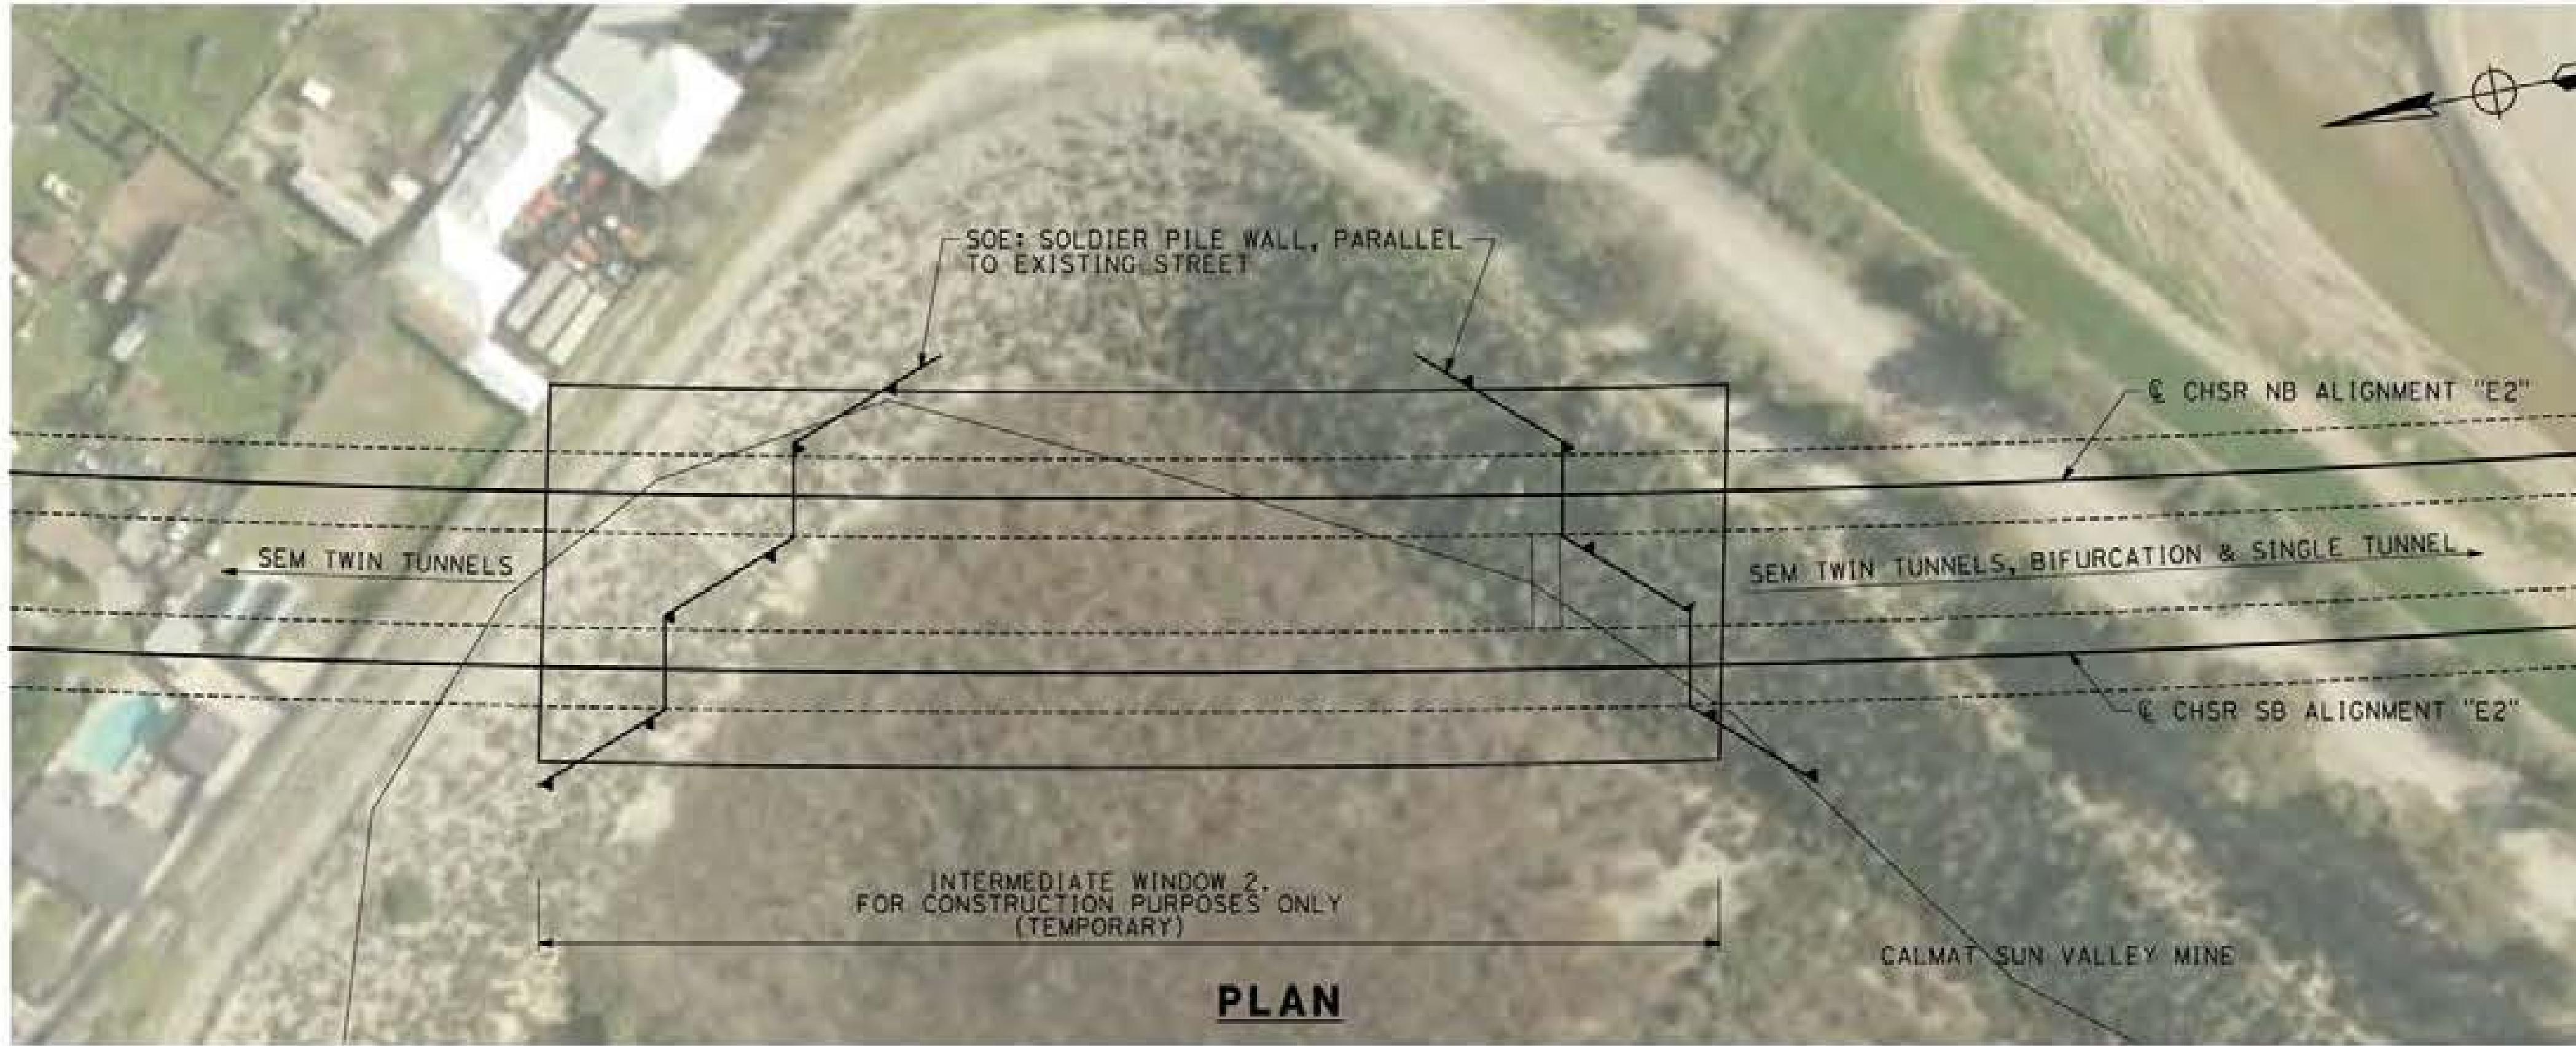 SOE: SOLDIER PILE WALL, PARALLEL
TO EXISTING STREET
℄ CHSR NB ALIGNMENT "E2"
SEM TWIN TUNNELS
SEM TWIN TUNNELS, BIFURCATION & SINGLE TUNNEL
℄ CHSR SB ALIGNMENT "E2"
INTERMEDIATE WINDOW 2.
FOR CONSTRUCTION PURPOSES ONLY
(TEMPORARY)
CALMAT SUN VALLEY MINE
PLAN